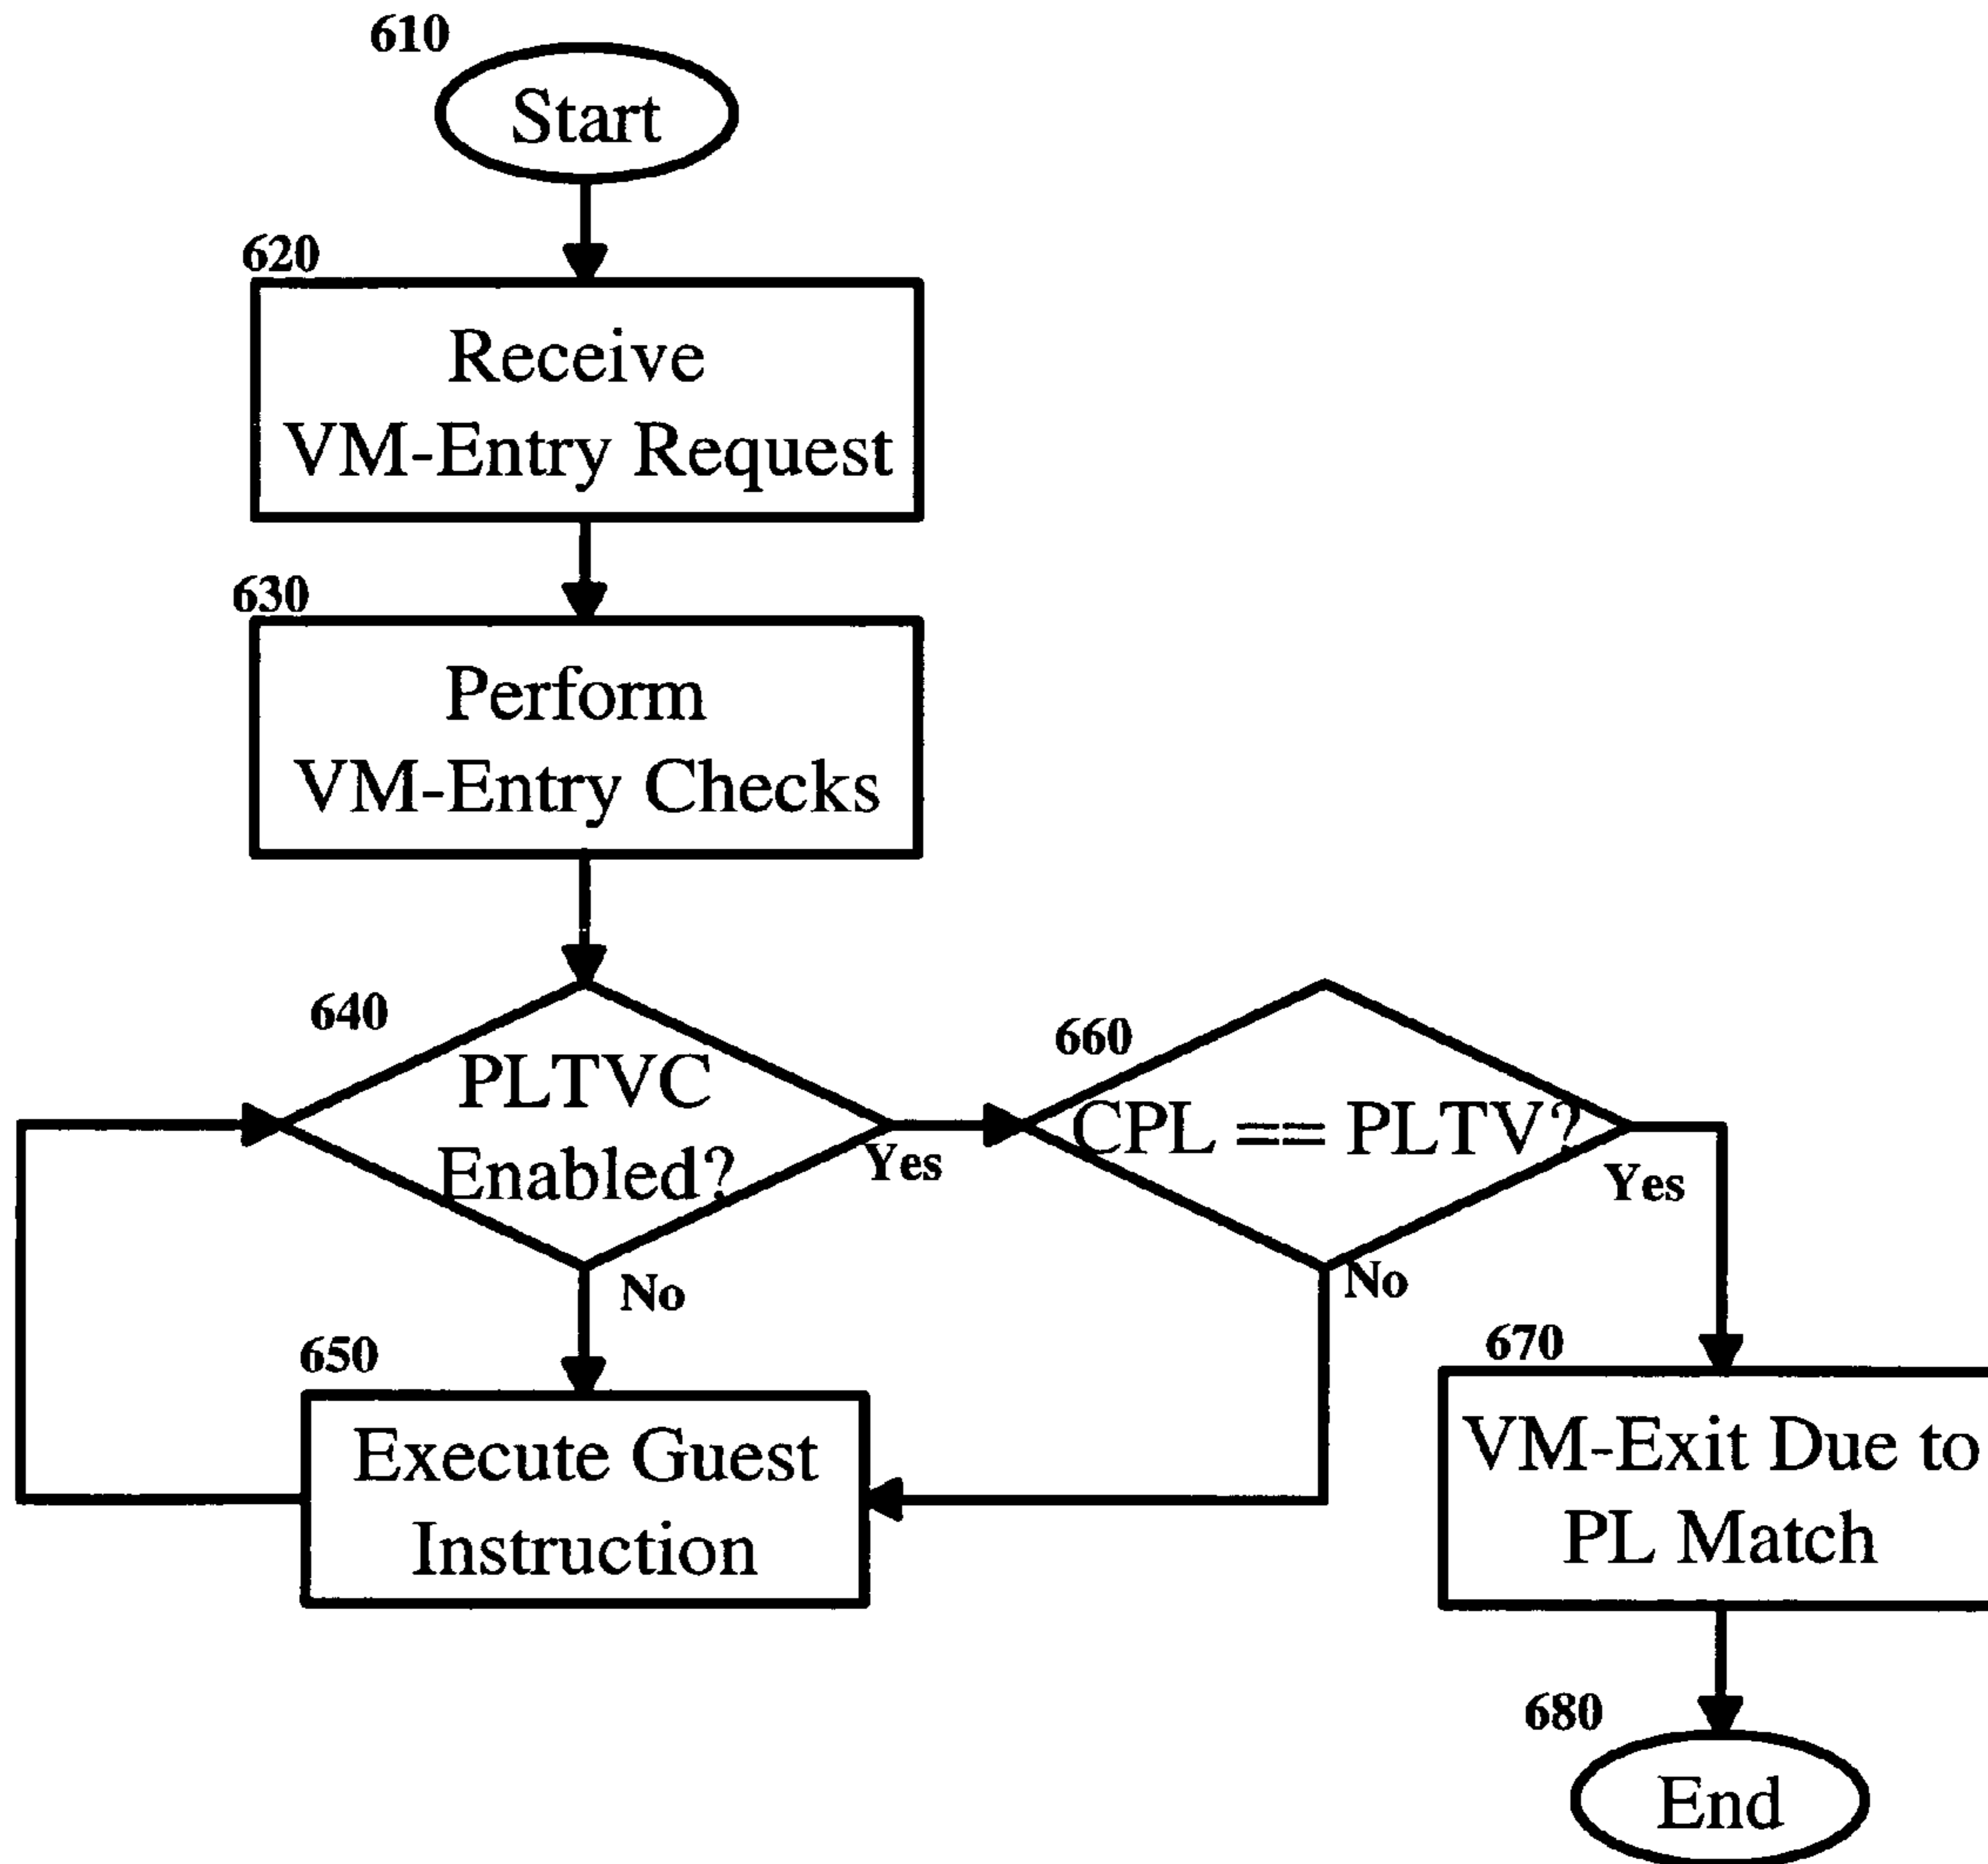 610
Start
620
Receive
VM-Entry Request
630
Perform
VM-Entry Checks
640
PLTVC
Enabled?
Yes
No
660
CPL == PLTV?
Yes
No
650
Execute Guest
Instruction
670
VM-Exit Due to
PL Match
680
End